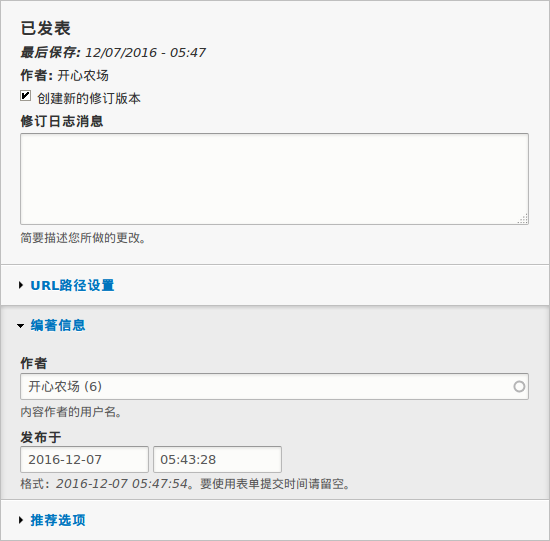 已发表
最后保存: 12/07/2016 - 05:47
作者: 开心农场
创建新的修订版本
修订日志消息
简要描述您所做的更改。
URL路径设置
编著信息
作者
开心农场 (6)
内容作者的用户名。
发布于
2016-12-07 05:43:28
格式：2016-12-07 05:47:54。要使用表单提交时间请留空。
推荐选项